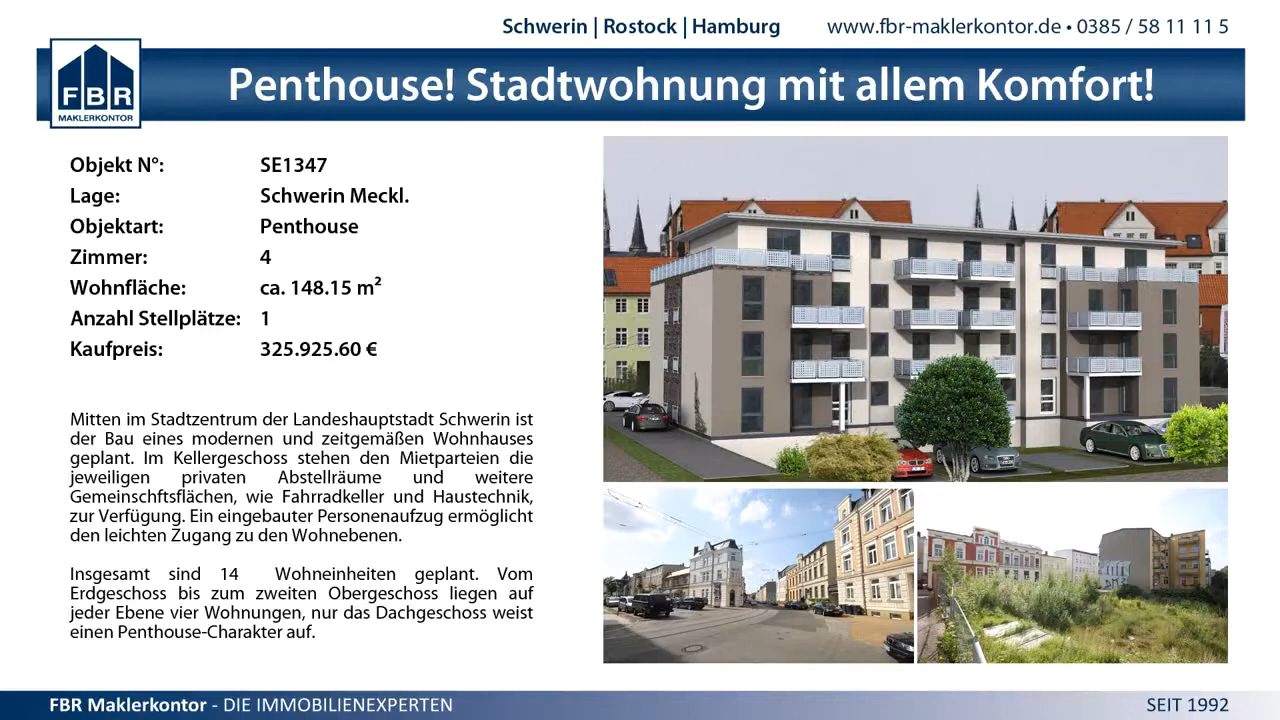 Schwerin | Rostock | Hamburg
www.fbr-maklerkontor.de • 0385 / 58 11 11 5
FBR
MAKLERKONTOR
Penthouse! Stadtwohnung mit allem Komfort!
Objekt N°: SE1347
Lage: Schwerin Meckl.
Objektart: Penthouse
Zimmer: 4
Wohnfläche: ca. 148.15 m²
Anzahl Stellplätze: 1
Kaufpreis: 325.925.60 €
Mitten im Stadtzentrum der Landeshauptstadt Schwerin ist
der Bau eines modernen und zeitgemäßen Wohnhauses
geplant. Im Kellergeschoss stehen den Mietparteien die
jeweiligen privaten Abstellräume und weitere
Gemeinschftsflächen, wie Fahrradkeller und Haustechnik,
zur Verfügung. Ein eingebauter Personenaufzug ermöglicht
den leichten Zugang zu den Wohnebenen.
Insgesamt sind 14 Wohneinheiten geplant. Vom
Erdgeschoss bis zum zweiten Obergeschoss liegen auf
jeder Ebene vier Wohnungen, nur das Dachgeschoss weist
einen Penthouse-Charakter auf.
FBR Maklerkontor - DIE IMMOBILIENEXPERTEN
SEIT 1992